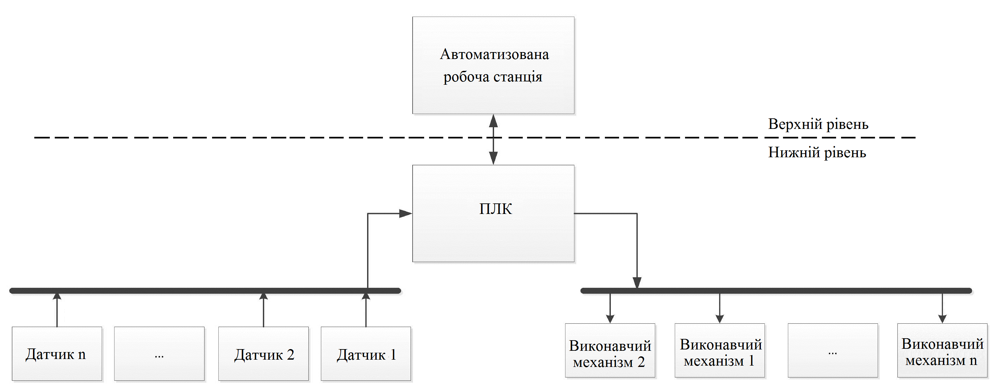 Автоматизована
робоча станція
Верхній рівень
Нижній рівень
ПЛК
Датчик n
...
Датчик 2
Датчик 1
Виконавчий
механізм 2
Виконавчий
механізм 1
...
Виконавчий
механізм n